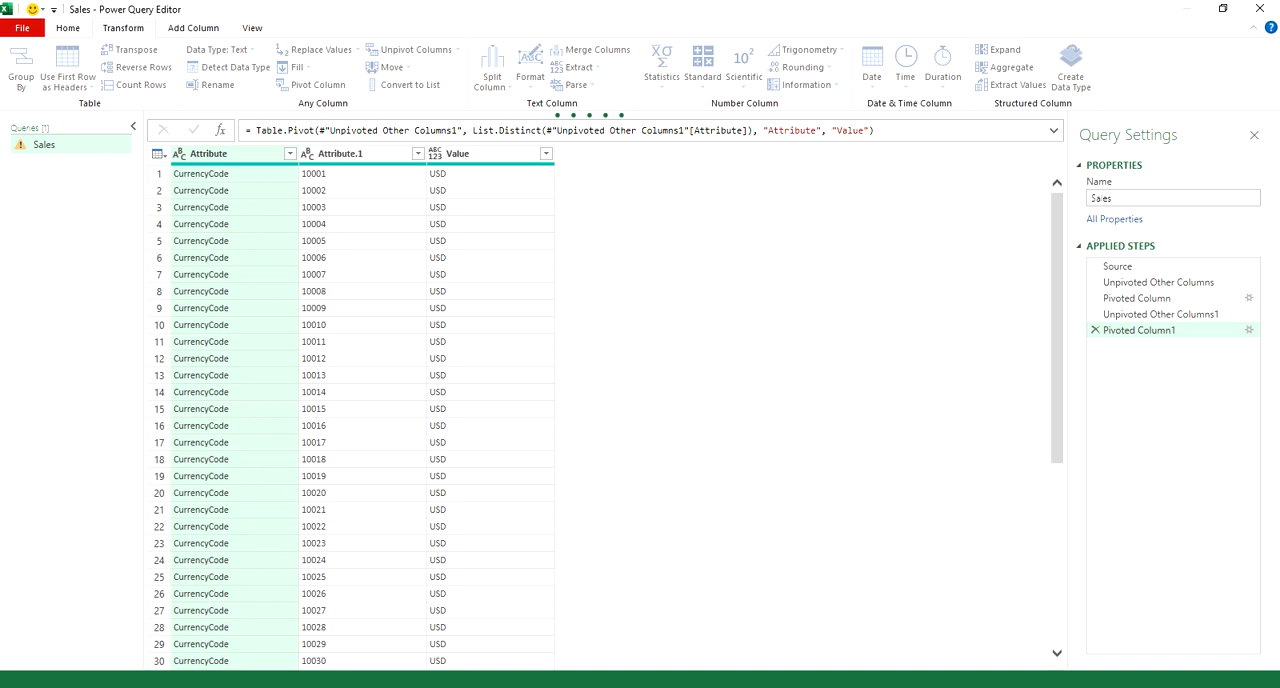 Sales - Power Query Editor
File Home Transform Add Column View
Group By
Use First Row as Headers
Transpose
Reverse Rows
Count Rows
Table
Data Type: Text
Detect Data Type
Rename
Replace Values
Fill
Pivot Column
Unpivot Columns
Move
Convert to List
Any Column
Split Column
Format
Merge Columns
Extract
Parse
Text Column
Statistics
Standard
Scientific
Trigonometry
Rounding
Information
Number Column
Date
Time
Duration
Date & Time Column
Expand
Aggregate
Extract Values
Create Data Type
Structured Column
Queries [1]
Sales
fx = Table.Pivot(#"Unpivoted Other Columns1", List.Distinct(#"Unpivoted Other Columns1"[Attribute]), "Attribute", "Value")
ABC Attribute ABC Attribute.1 ABC 123 Value
1 CurrencyCode 10001 USD
2 CurrencyCode 10002 USD
3 CurrencyCode 10003 USD
4 CurrencyCode 10004 USD
5 CurrencyCode 10005 USD
6 CurrencyCode 10006 USD
7 CurrencyCode 10007 USD
8 CurrencyCode 10008 USD
9 CurrencyCode 10009 USD
10 CurrencyCode 10010 USD
11 CurrencyCode 10011 USD
12 CurrencyCode 10012 USD
13 CurrencyCode 10013 USD
14 CurrencyCode 10014 USD
15 CurrencyCode 10015 USD
16 CurrencyCode 10016 USD
17 CurrencyCode 10017 USD
18 CurrencyCode 10018 USD
19 CurrencyCode 10019 USD
20 CurrencyCode 10020 USD
21 CurrencyCode 10021 USD
22 CurrencyCode 10022 USD
23 CurrencyCode 10023 USD
24 CurrencyCode 10024 USD
25 CurrencyCode 10025 USD
26 CurrencyCode 10026 USD
27 CurrencyCode 10027 USD
28 CurrencyCode 10028 USD
29 CurrencyCode 10029 USD
30 CurrencyCode 10030 USD
Query Settings
PROPERTIES
Name
Sales
All Properties
APPLIED STEPS
Source
Unpivoted Other Columns
Pivoted Column
Unpivoted Other Columns1
Pivoted Column1